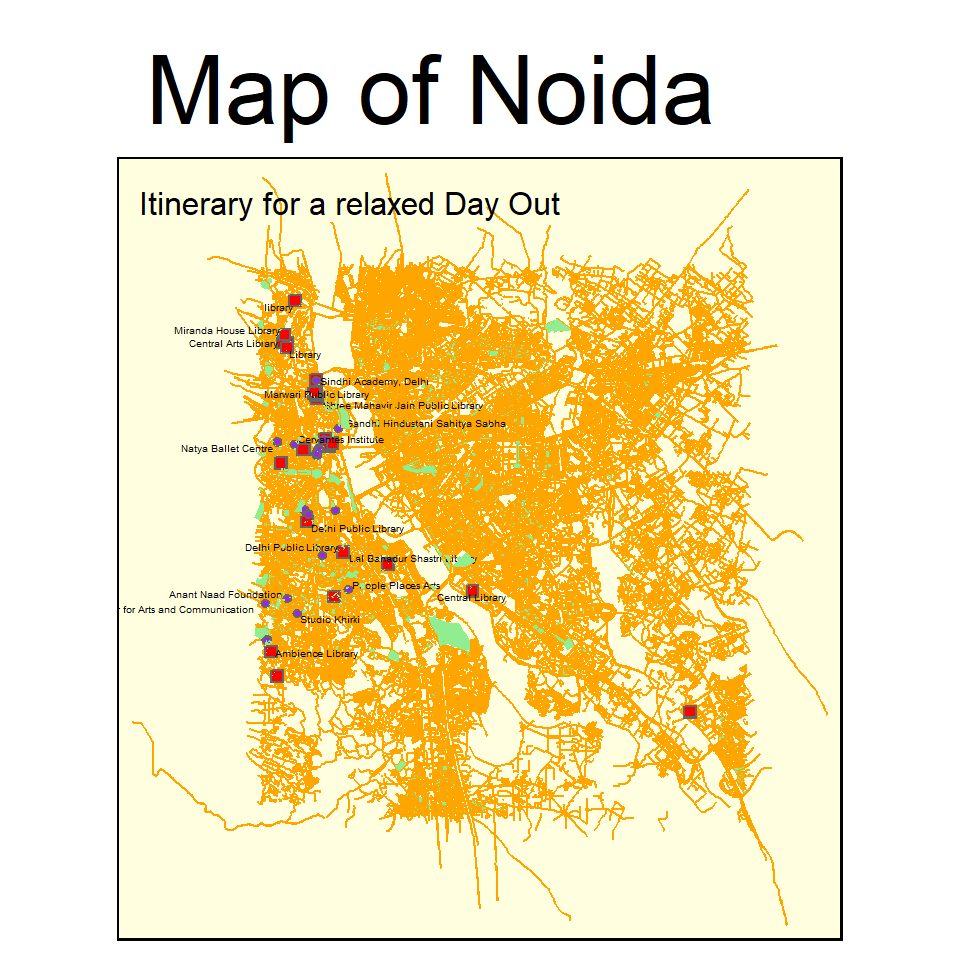 Map of Noida
Itinerary for a relaxed Day Out
library
Miranda House Library
Central Arts Library
Library
Sindhi Academy, Delhi
Marwari Public Library
Shree Mahavir Jain Public Library
Gandhi Hindustani Sahitya Sabha
Cervantes Institute
Natya Ballet Centre
Delhi Public Library
Delhi Public Library
Lal Bahadur Shastri Library
People Places Arts
Anant Naad Foundation
Central Library
for Arts and Communication
Studio Khirki
Ambience Library